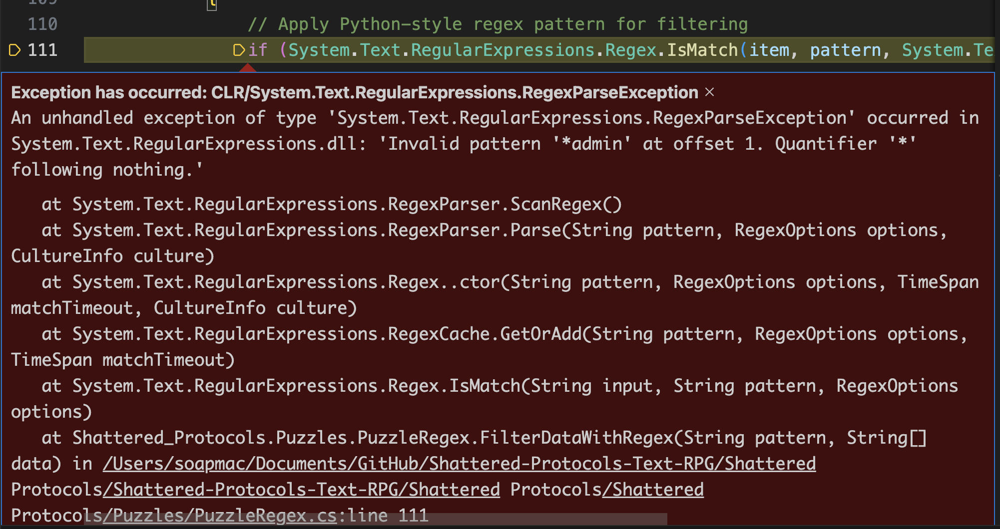 109
{
110 // Apply Python-style regex pattern for filtering
111 if (System.Text.RegularExpressions.Regex.IsMatch(item, pattern, System.Te
Exception has occurred: CLR/System.Text.RegularExpressions.RegexParseException ×
An unhandled exception of type 'System.Text.RegularExpressions.RegexParseException' occurred in
System.Text.RegularExpressions.dll: 'Invalid pattern '*admin' at offset 1. Quantifier '*'
following nothing.'
at System.Text.RegularExpressions.RegexParser.ScanRegex()
at System.Text.RegularExpressions.RegexParser.Parse(String pattern, RegexOptions options,
CultureInfo culture)
at System.Text.RegularExpressions.Regex..ctor(String pattern, RegexOptions options, TimeSpan
matchTimeout, CultureInfo culture)
at System.Text.RegularExpressions.RegexCache.GetOrAdd(String pattern, RegexOptions options,
TimeSpan matchTimeout)
at System.Text.RegularExpressions.Regex.IsMatch(String input, String pattern, RegexOptions
options)
at Shattered_Protocols.Puzzles.PuzzleRegex.FilterDataWithRegex(String pattern, String[]
data) in /Users/soapmac/Documents/GitHub/Shattered-Protocols-Text-RPG/Shattered
Protocols/Shattered-Protocols-Text-RPG/Shattered Protocols/Shattered
Protocols/Puzzles/PuzzleRegex.cs:line 111